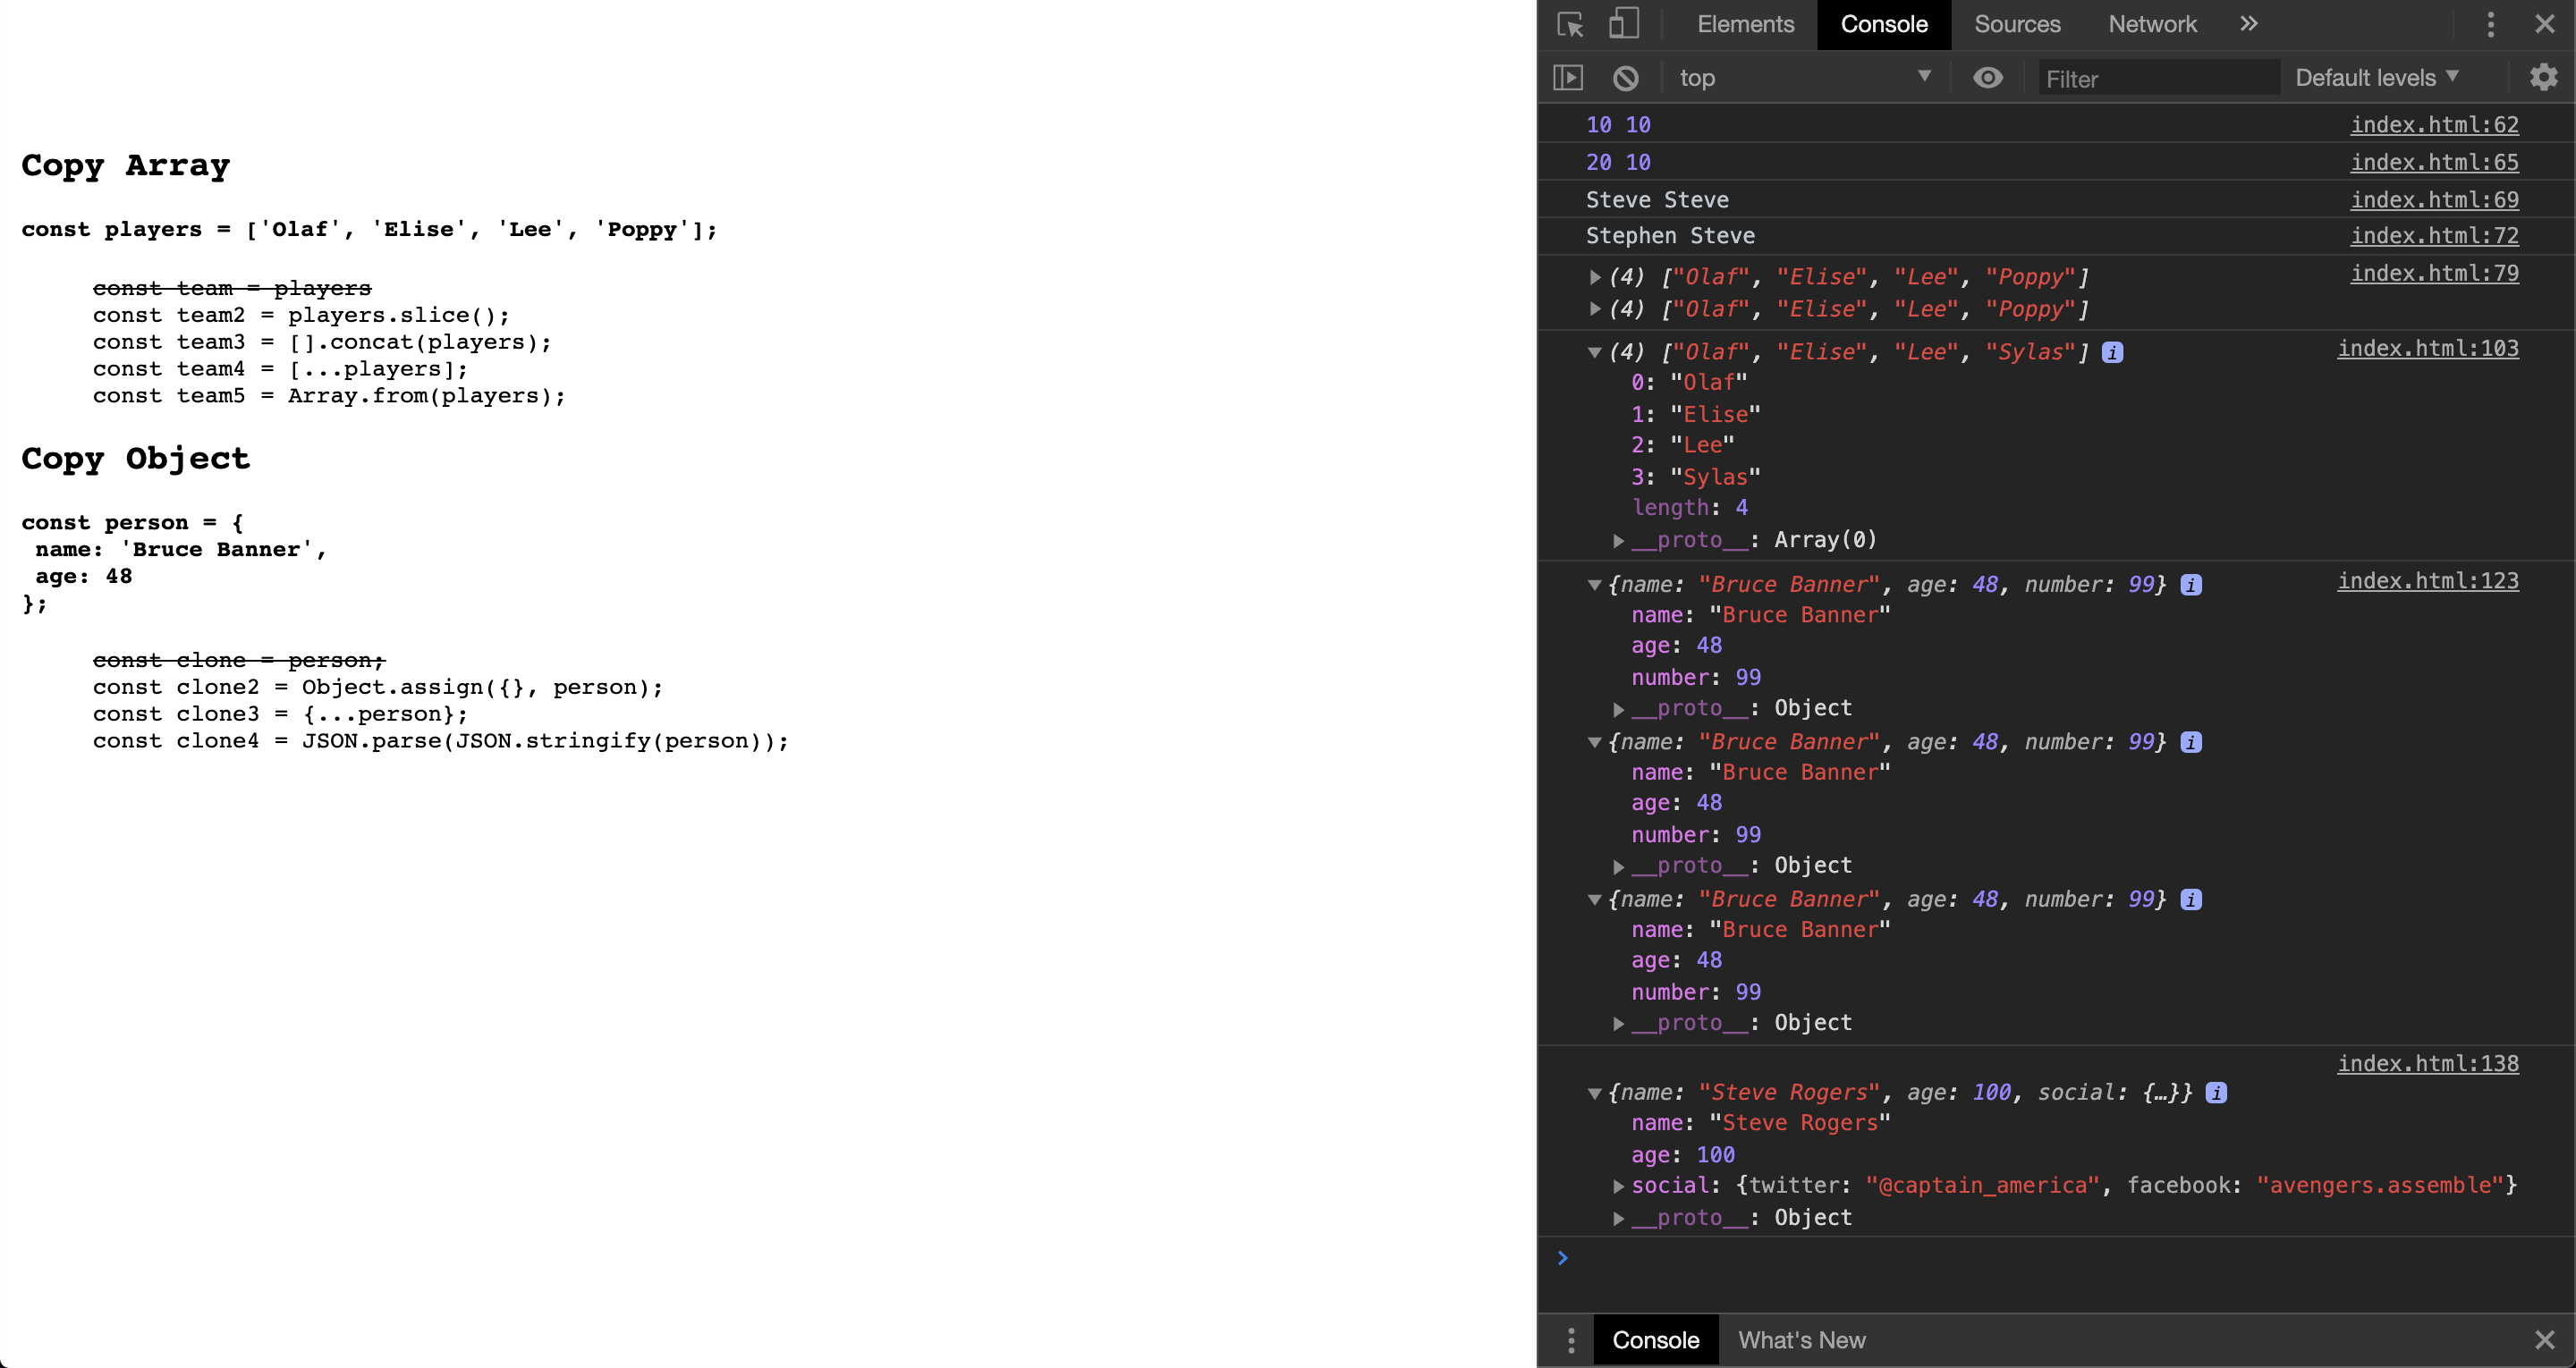 Copy Array
const players = ['Olaf', 'Elise', 'Lee', 'Poppy'];
const team = players
const team2 = players.slice();
const team3 = [].concat(players);
const team4 = [...players];
const team5 = Array.from(players);
Copy Object
const person = {
name: 'Bruce Banner',
age: 48
};
const clone = person;
const clone2 = Object.assign({}, person);
const clone3 = {...person};
const clone4 = JSON.parse(JSON.stringify(person));
Elements Console Sources Network »
top Filter Default levels
10 10 index.html:62
20 10 index.html:65
Steve Steve index.html:69
Stephen Steve index.html:72
(4) ["Olaf", "Elise", "Lee", "Poppy"] index.html:79
(4) ["Olaf", "Elise", "Lee", "Poppy"]
(4) ["Olaf", "Elise", "Lee", "Sylas"] i index.html:103
0: "Olaf"
1: "Elise"
2: "Lee"
3: "Sylas"
length: 4
__proto__: Array(0)
{name: "Bruce Banner", age: 48, number: 99} i index.html:123
name: "Bruce Banner"
age: 48
number: 99
__proto__: Object
{name: "Bruce Banner", age: 48, number: 99} i
name: "Bruce Banner"
age: 48
number: 99
__proto__: Object
{name: "Bruce Banner", age: 48, number: 99} i
name: "Bruce Banner"
age: 48
number: 99
__proto__: Object
index.html:138
{name: "Steve Rogers", age: 100, social: {…}} i
name: "Steve Rogers"
age: 100
social: {twitter: "@captain_america", facebook: "avengers.assemble"}
__proto__: Object
Console What's New